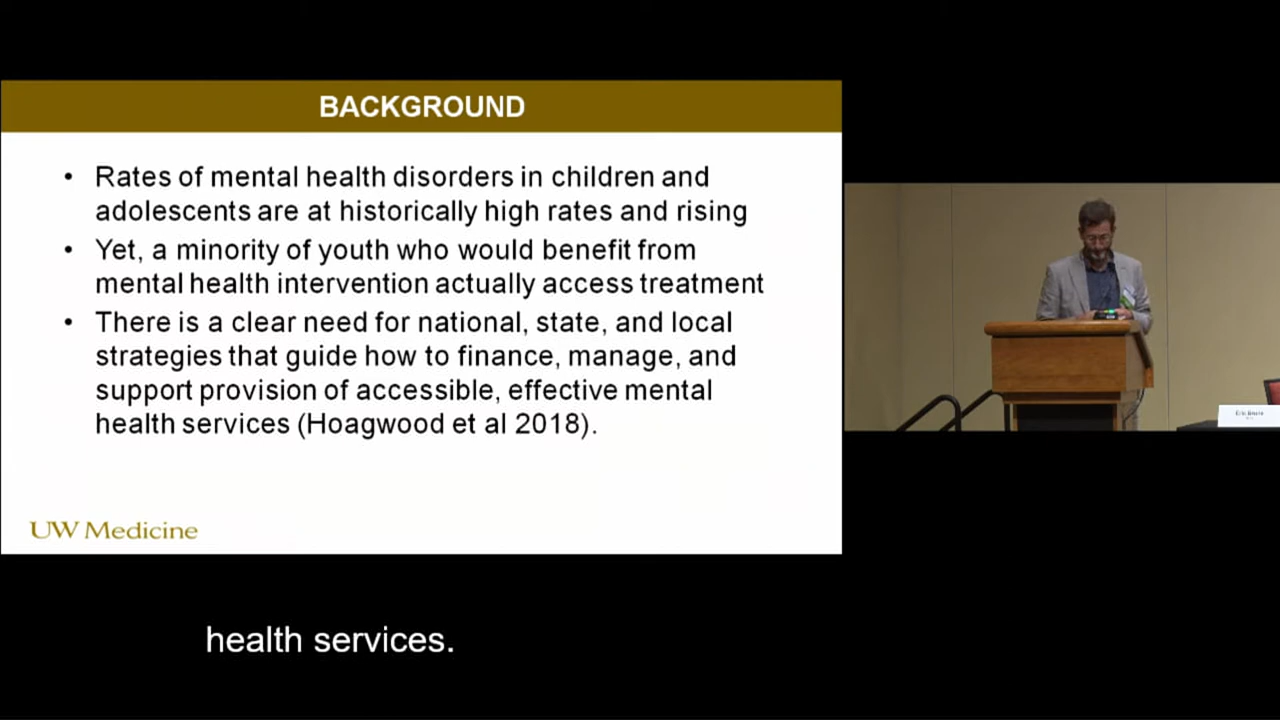 BACKGROUND
• Rates of mental health disorders in children and
adolescents are at historically high rates and rising
• Yet, a minority of youth who would benefit from
mental health intervention actually access treatment
• There is a clear need for national, state, and local
strategies that guide how to finance, manage, and
support provision of accessible, effective mental
health services (Hoagwood et al 2018).
UW Medicine
health services.